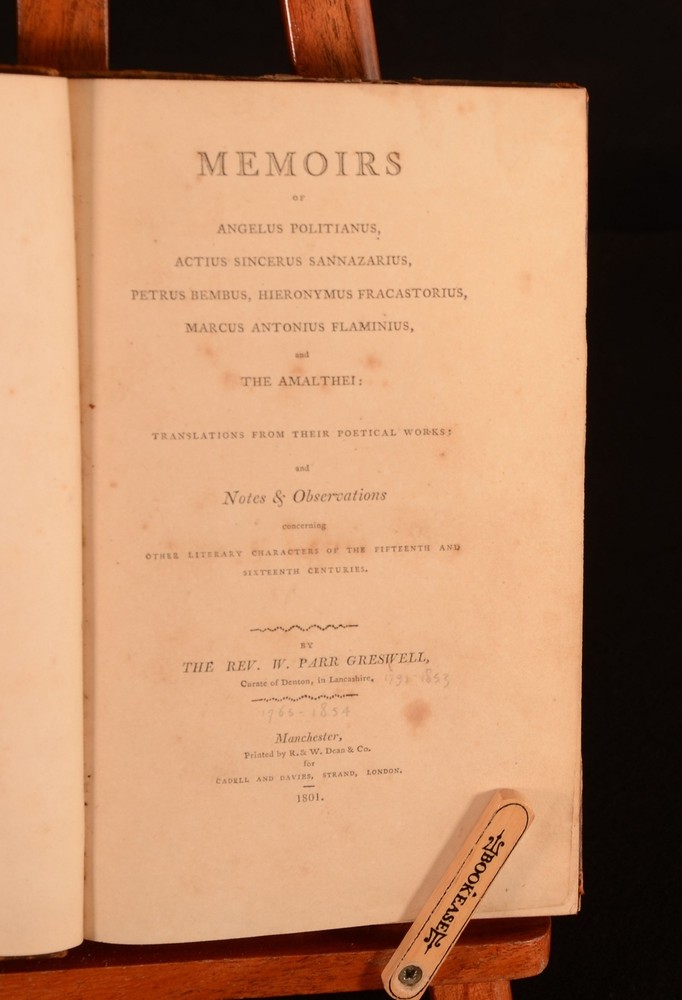 MEMOIRS
OF
ANGELUS POLITIANUS,
ACTIUS SINCERUS SANNAZARIUS,
PETRUS BEMBUS, HIERONYMUS FRACASTORIUS,
MARCUS ANTONIUS FLAMINIUS,
and
THE AMALTHEI:
TRANSLATIONS FROM THEIR POETICAL WORKS:
and
Notes & Observations
concerning
OTHER LITERARY CHARACTERS OF THE FIFTEENTH AND
SIXTEENTH CENTURIES.
BY
THE REV. W. PARR GRESWELL,
Curate of Denton, in Lancashire,
1765-1854
Manchester,
Printed by R. & W. Dean & Co.
for
CADELL AND DAVIES, STRAND, LONDON.
1801.
BOOKEASEL